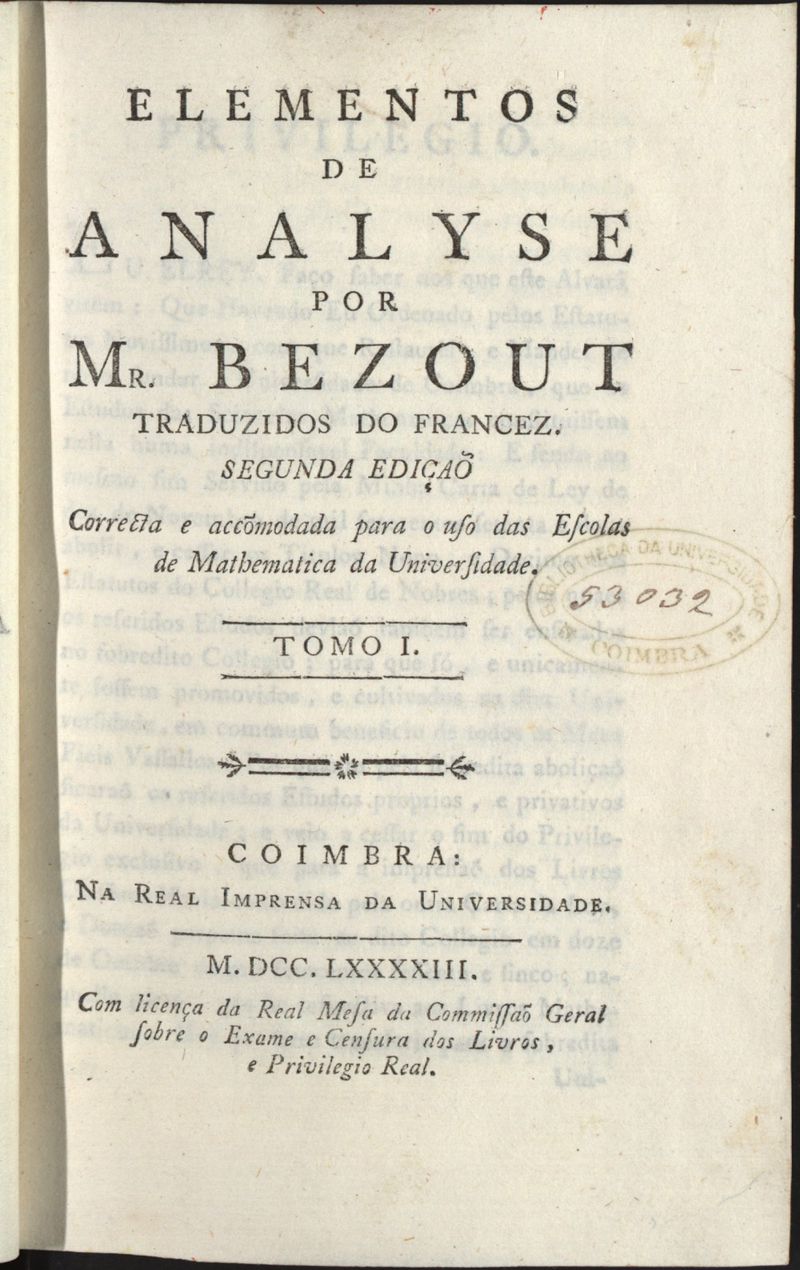 ELEMENTOS
DE
ANALYSE
POR
MR. BEZOUT
TRADUZIDOS DO FRANCEZ.
SEGUNDA EDIÇAÕ
Correcta e accõmodada para o uſo das Eſcolas
de Mathematica da Univerſidade.
BIBLIOTHECA DA UNIVERSIDADE
53032
COIMBRA
TOMO I.
COIMBRA:
NA REAL IMPRENSA DA UNIVERSIDADE.
M. DCC. LXXXXIII.
Com licença da Real Meſa da Commiſſaõ Geral
ſobre o Exame e Cenſura dos Livros,
e Privilegio Real.